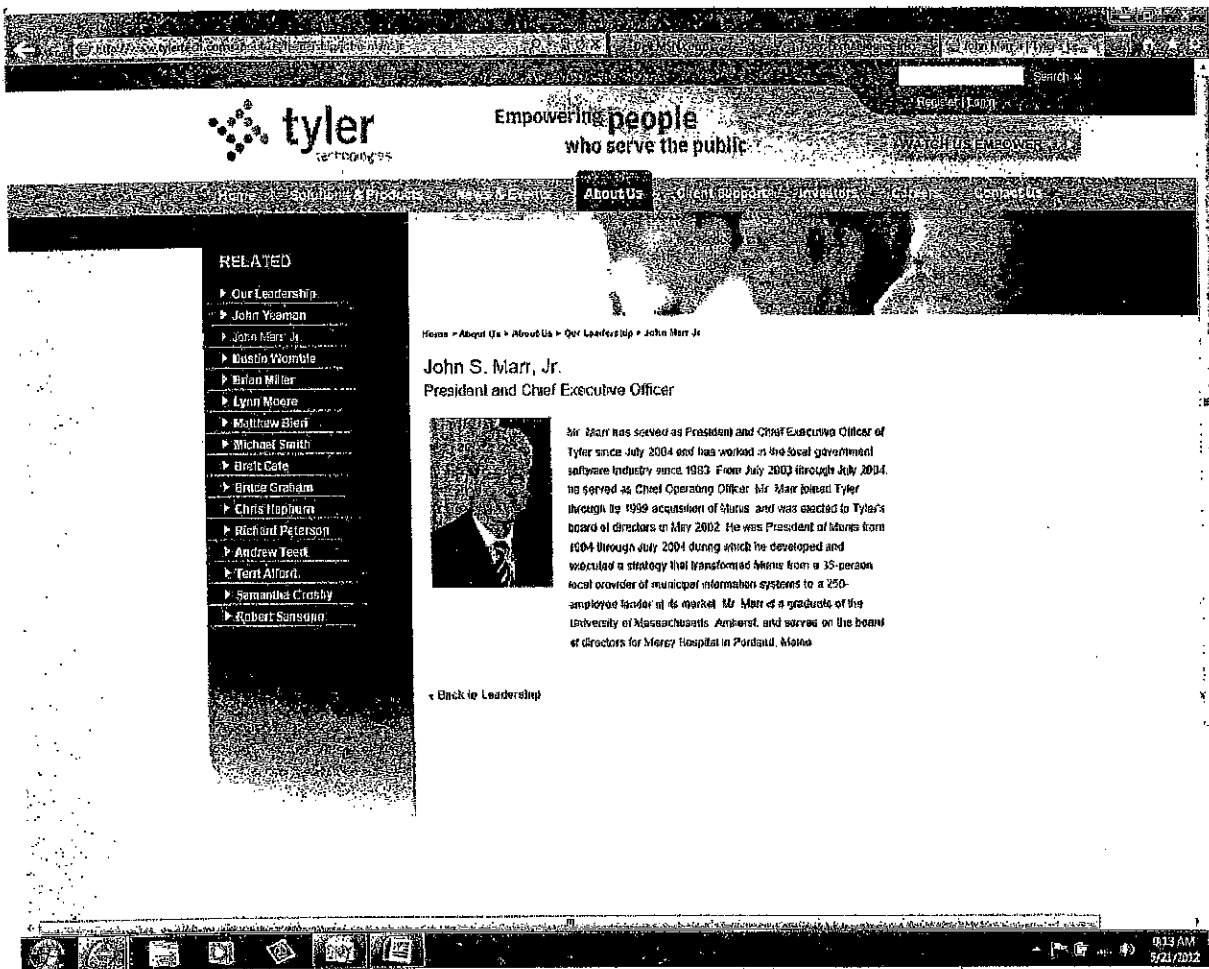 Search
Register | Login
tyler
technologies
Empowering people
who serve the public
WATCH US EMPOWER
Home Solutions & Products News & Events About Us Client Support Investors Careers Contact Us
RELATED
Our Leadership
John Yeaman
John Marr Jr.
Dustin Womble
Brian Miller
Lynn Moore
Matthew Bieri
Michael Smith
Brett Cate
Bruce Graham
Chris Hepburn
Richard Peterson
Andrew Teed
Terri Alford
Samantha Crosby
Robert Sansone
Home > About Us > About Us > Our Leadership > John Marr Jr
John S. Marr, Jr.
President and Chief Executive Officer
Mr. Marr has served as President and Chief Executive Officer of
Tyler since July 2004 and has worked in the local government
software industry since 1983. From July 2003 through July 2004,
he served as Chief Operating Officer. Mr. Marr joined Tyler
through its 1999 acquisition of Munis, and was elected to Tyler's
board of directors in May 2002. He was President of Munis from
1994 through July 2004 during which he developed and
executed a strategy that transformed Munis from a 35-person
local provider of municipal information systems to a 250-
employee leader in its market. Mr. Marr is a graduate of the
University of Massachusetts, Amherst, and serves on the board
of directors for Mercy Hospital in Portland, Maine
< Back to Leadership
9:13 AM
5/21/2012